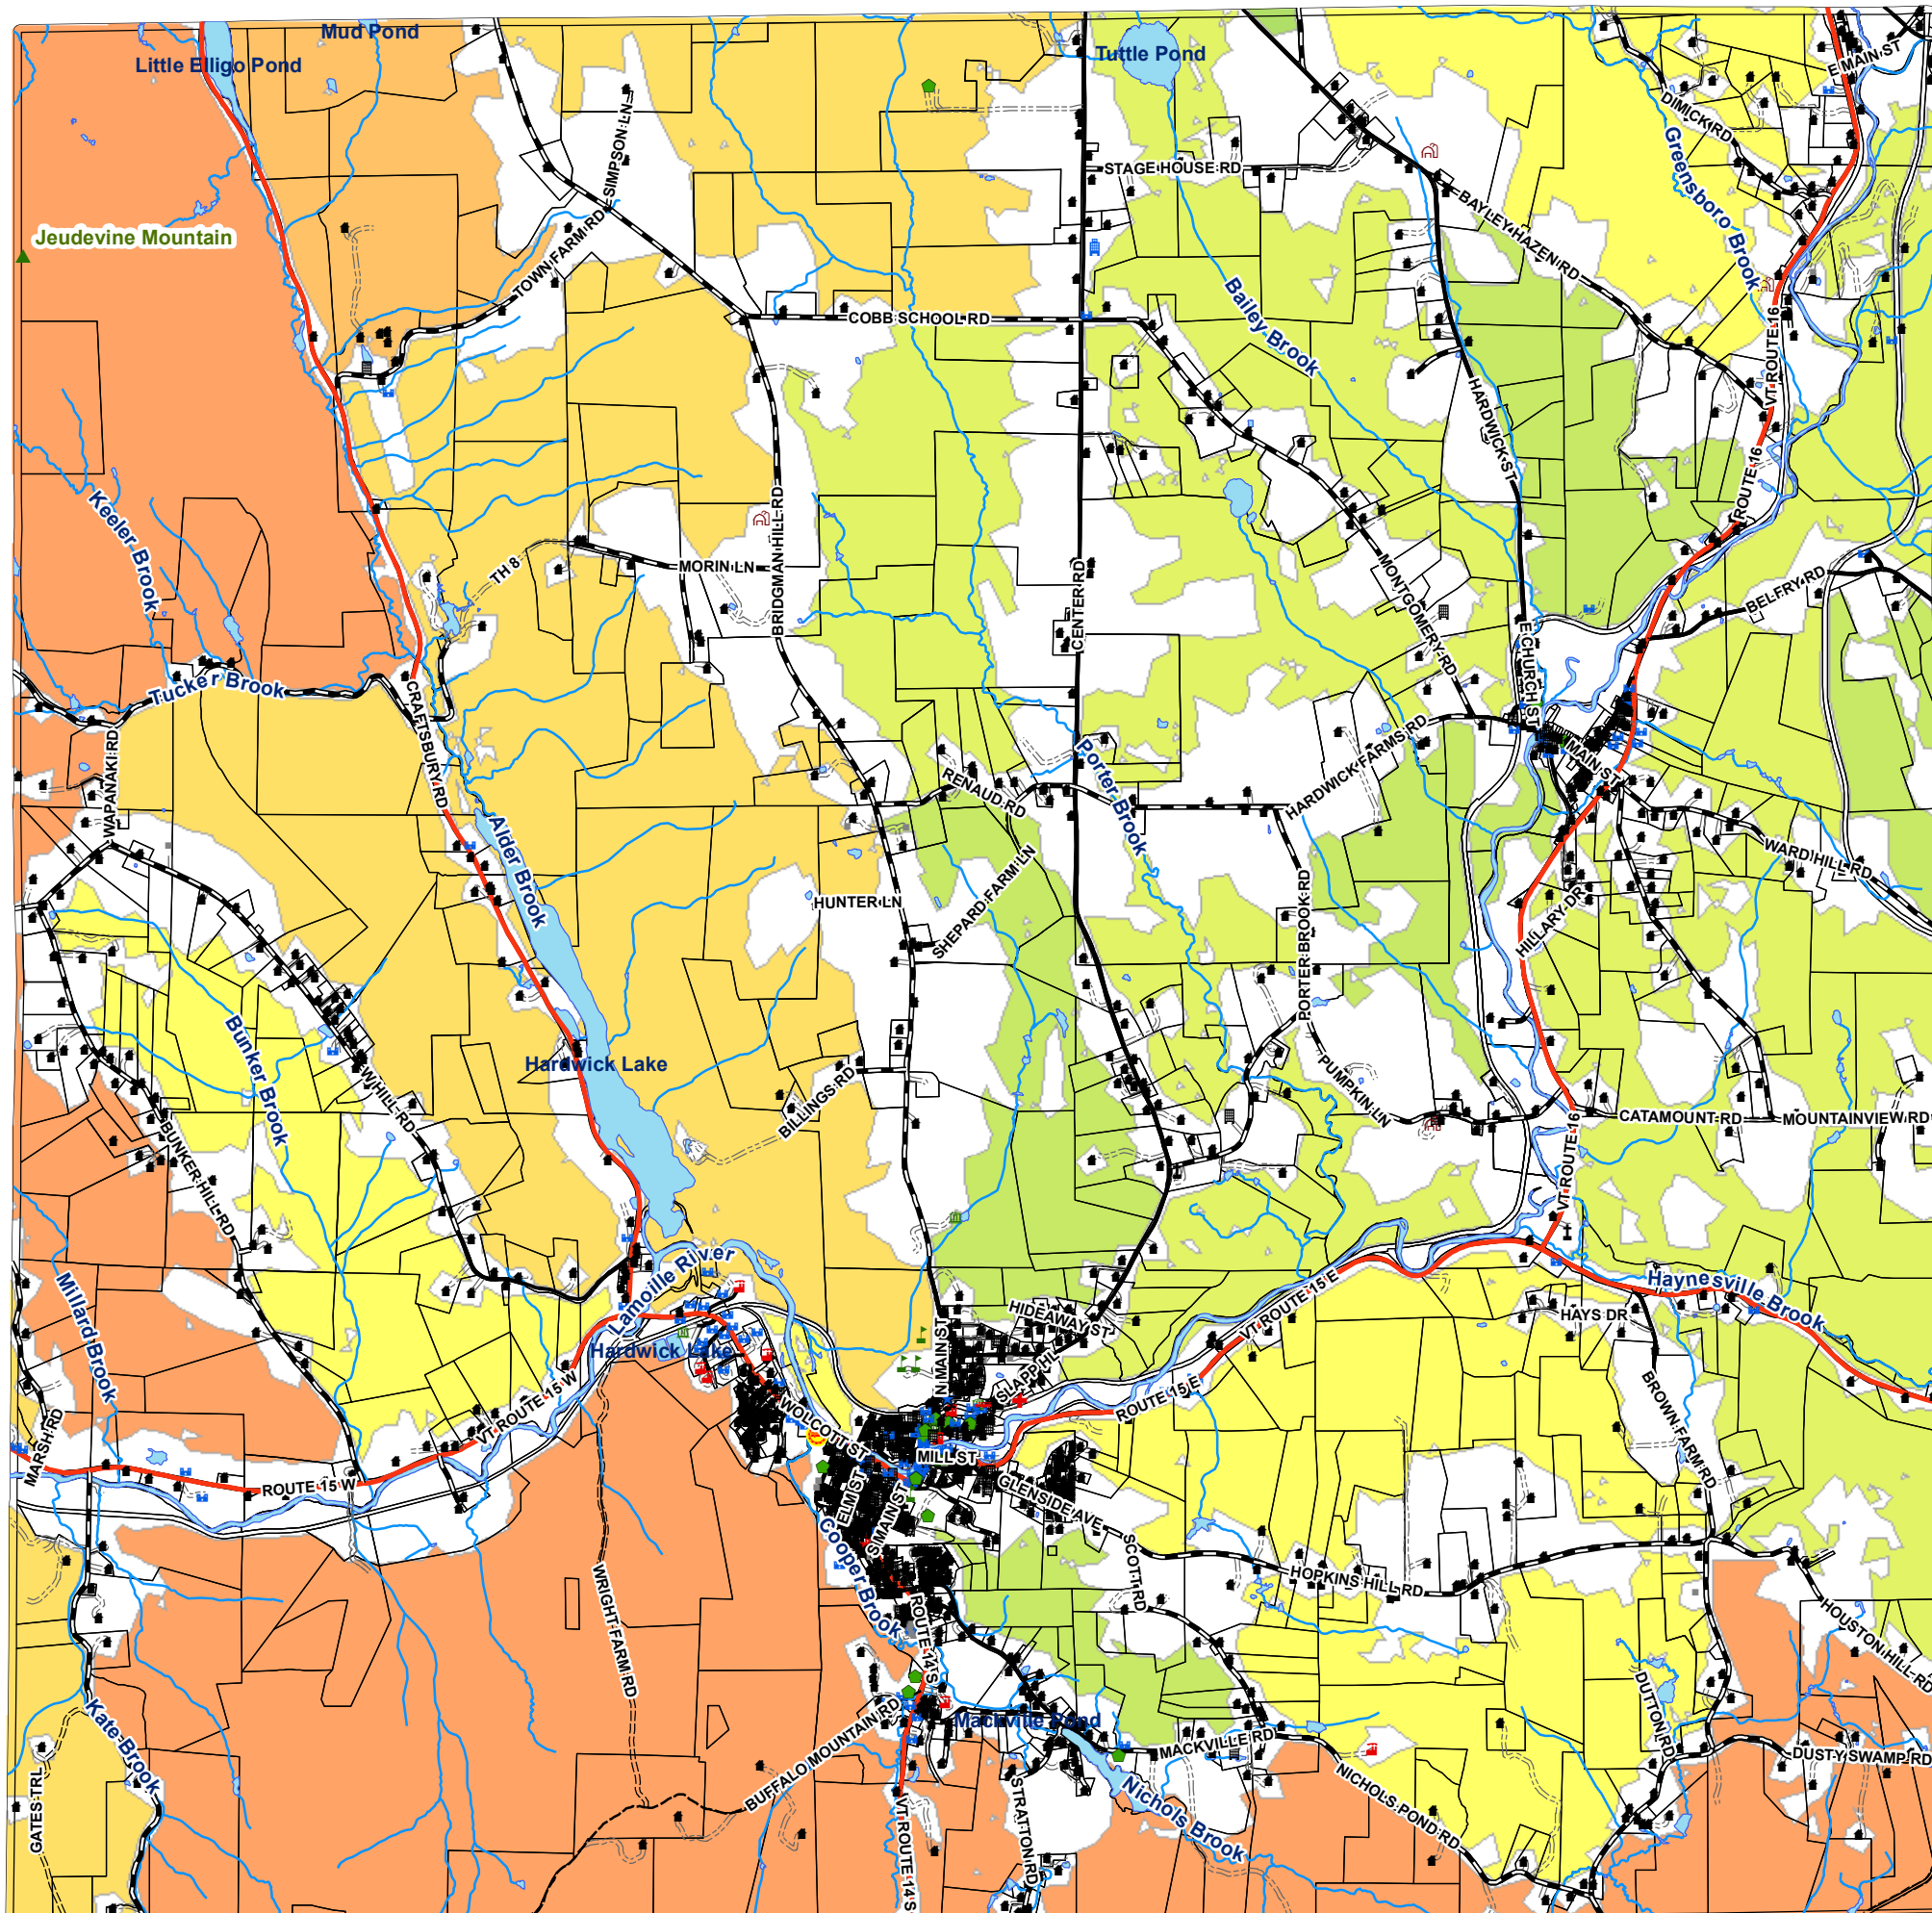 Mud Pond
Little Elligo Pond
Tuttle Pond
E MAIN ST
DIMICK RD
Greensboro Brook
SIMPSON LN
STAGE HOUSE RD
BAYLEY HAZEN RD
Jeudevine Mountain
TOWN FARM RD
COBB SCHOOL RD
Bailey Brook
VT ROUTE 16
HARDWICK ST
ROUTE 16
Keeler Brook
TH 8
MORIN LN
BRIDGMAN HILL RD
CENTER RD
MONTGOMERY RD
E CHURCH ST
BELFRY RD
Tucker Brook
CRAFTSBURY RD
WAPANAKI RD
RENAUD RD
Porter Brook
HARDWICK FARMS RD
MAIN ST
WARD HILL RD
Alder Brook
HUNTER LN
SHEPARD FARM LN
PORTER BROOK RD
HILLARY DR
Bunker Brook
W HILL RD
Hardwick Lake
BILLINGS RD
PUMPKIN LN
CATAMOUNT RD
MOUNTAINVIEW RD
BUNKER HILL RD
VT ROUTE 16
Millard Brook
Lamoille River
Hardwick Lake
N MAIN ST
HIDEAWAY ST
SLAPP HL
VT ROUTE 15 E
ROUTE 15 E
Haynesville Brook
HAYS DR
BROWN FARM RD
MARSH RD
VT ROUTE 15 W
ROUTE 15 W
WOLCOTT ST
MILL ST
ELM ST
S MAIN ST
GLENSIDE AVE
Cooper Brook
SCOTT RD
HOPKINS HILL RD
WRIGHT FARM RD
ROUTE 14 S
HOUSTON HILL RD
DUTTON RD
Kate Brook
GATES TRL
BUFFALO MOUNTAIN RD
Mackville Pond
MACKVILLE RD
DUSTY SWAMP RD
Nichols Brook
NICHOLS POND RD
STRATTON RD
VT ROUTE 14 S